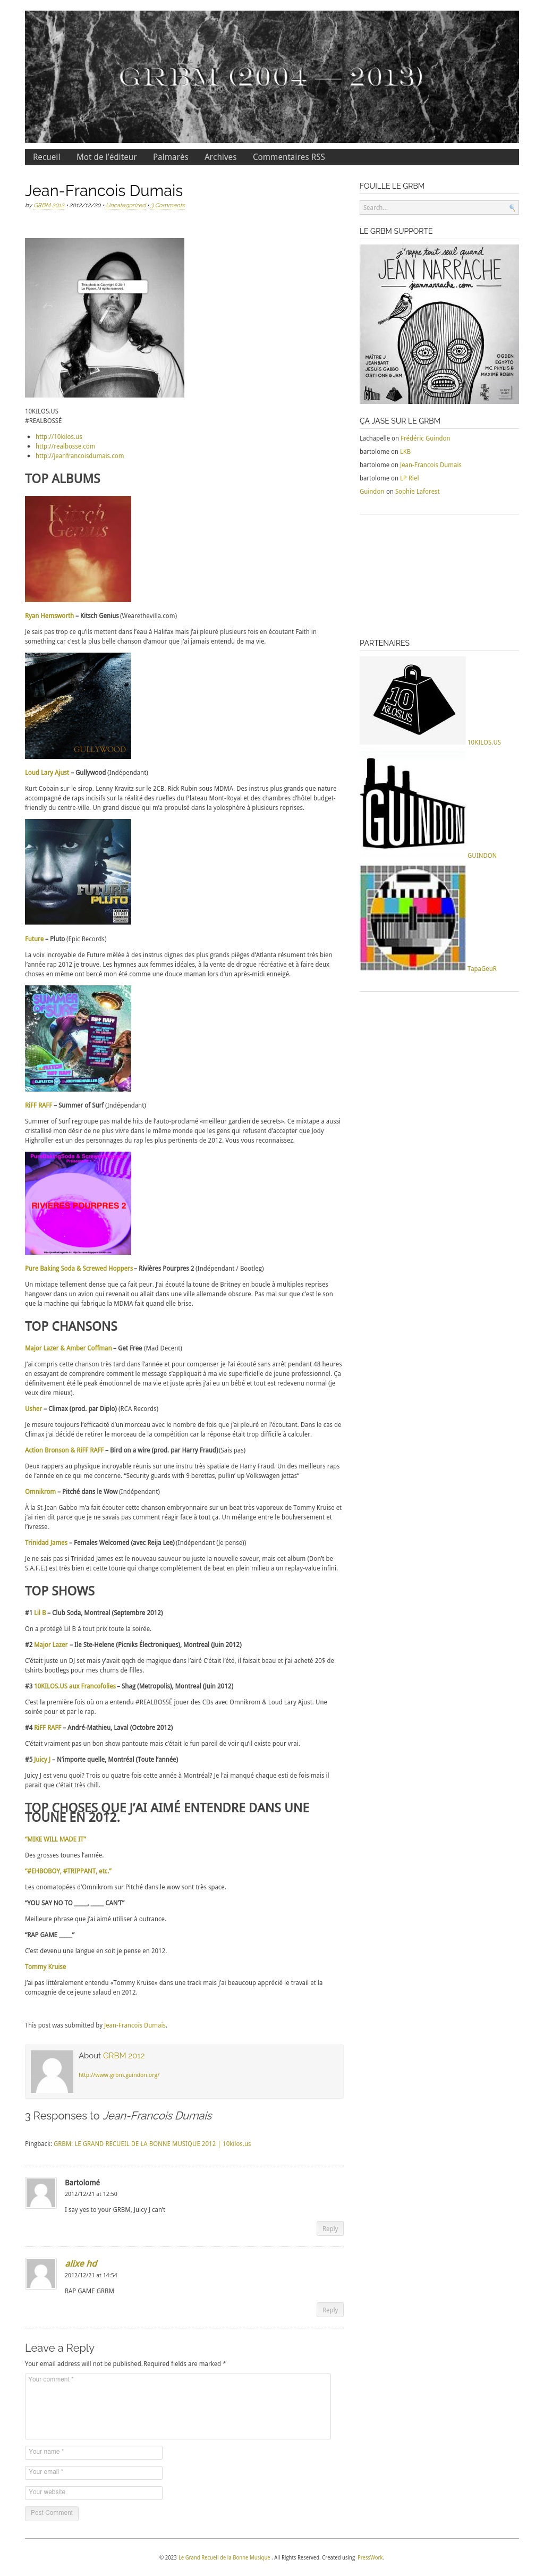 GRBM (2004 — 2013)
Recueil Mot de l'éditeur Palmarès Archives Commentaires RSS
Jean-Francois Dumais
by GRBM 2012 • 2012/12/20 • Uncategorized • 3 Comments
This photo is Copyright © 2011
Le Pigeon. All rights reserved.
10KILOS.US
#REALBOSSÉ
http://10kilos.us
http://realbosse.com
http://jeanfrancoisdumais.com
TOP ALBUMS
Kitsch
Genius
Ryan Hemsworth – Kitsch Genius (Wearethevilla.com)
Je sais pas trop ce qu'ils mettent dans l'eau à Halifax mais j'ai pleuré plusieurs fois en écoutant Faith in
something car c'est la plus belle chanson d'amour que j'ai jamais entendu de ma vie.
GULLYWOOD
Loud Lary Ajust – Gullywood (Indépendant)
Kurt Cobain sur le sirop. Lenny Kravitz sur le 2CB. Rick Rubin sous MDMA. Des instrus plus grands que nature
accompagné de raps incisifs sur la réalité des ruelles du Plateau Mont-Royal et des chambres d'hôtel budget-
friendly du centre-ville. Un grand disque qui m'a propulsé dans la yolosphère à plusieurs reprises.
FUTURE
PLUTO
Future – Pluto (Epic Records)
La voix incroyable de Future mêlée à des instrus dignes des plus grands pièges d'Atlanta résument très bien
l'année rap 2012 je trouve. Les hymnes aux femmes idéales, à la vente de drogue récréative et à faire deux
choses en même ont bercé mon été comme une douce maman lors d'un après-midi enneigé.
SUMMER
OF SURF
RIFF RAFF
RiFF RAFF – Summer of Surf (Indépendant)
Summer of Surf regroupe pas mal de hits de l'auto-proclamé «meilleur gardien de secrets». Ce mixtape a aussi
cristallisé mon désir de ne plus vivre dans le même monde que les gens qui refusent d'accepter que Jody
Highroller est un des personnages du rap les plus pertinents de 2012. Vous vous reconnaissez.
RIVIÈRES POURPRES 2
Pure Baking Soda & Screwed Hoppers – Rivières Pourpres 2 (Indépendant / Bootleg)
Un mixtape tellement dense que ça fait peur. J'ai écouté la toune de Britney en boucle a multiples reprises
hangover dans un avion qui revenait ou allait dans une ville allemande obscure. Pas mal sur que c'est le son
que la machine qui fabrique la MDMA fait quand elle brise.
TOP CHANSONS
Major Lazer & Amber Coffman – Get Free (Mad Decent)
J'ai compris cette chanson très tard dans l'année et pour compenser je l'ai écouté sans arrêt pendant 48 heures
en essayant de comprendre comment le message s'appliquait à ma vie superficielle de jeune professionnel. Ça
définitivement été le peak émotionnel de ma vie et juste après j'ai eu un bébé et tout est redevenu normal (je
veux dire mieux).
Usher – Climax (prod. par Diplo) (RCA Records)
Je mesure toujours l'efficacité d'un morceau avec le nombre de fois que j'ai pleuré en l'écoutant. Dans le cas de
Climax j'ai décidé de retirer le morceau de la compétition car la réponse était trop difficile à calculer.
Action Bronson & RiFF RAFF – Bird on a wire (prod. par Harry Fraud)(Sais pas)
Deux rappers au physique incroyable réunis sur une instru très spatiale de Harry Fraud. Un des meilleurs raps
de l'année en ce qui me concerne. "Security guards with 9 berettas, pullin' up Volkswagen jettas"
Omnikrom – Pitché dans le Wow (Indépendant)
À la St-Jean Gabbo m'a fait écouter cette chanson embryonnaire sur un beat très vaporeux de Tommy Kruise et
j'ai rien dit parce que je ne savais pas comment réagir face à tout ça. Un mélange entre le boulversement et
l'ivresse.
Trinidad James – Females Welcomed (avec Reija Lee) (Indépendant (Je pense))
Je ne sais pas si Trinidad James est le nouveau sauveur ou juste la nouvelle saveur, mais cet album (Don't be
S.A.F.E.) est très bien et cette toune qui change complètement de beat en plein milieu a un replay-value infini.
TOP SHOWS
#1 Lil B – Club Soda, Montreal (Septembre 2012)
On a protégé Lil B à tout prix toute la soirée.
#2 Major Lazer – Ile Ste-Helene (Picniks Électroniques), Montreal (Juin 2012)
C'était juste un DJ set mais y'avait qqch de magique dans l'airé C'était l'été, il faisait beau et j'ai acheté 20$ de
tshirts bootlegs pour mes chums de filles.
#3 10KILOS.US aux Francofolies – Shag (Metropolis), Montreal (Juin 2012)
C'est la première fois où on a entendu #REALBOSSÉ jouer des CDs avec Omnikrom & Loud Lary Ajust. Une
soirée pour et par le rap.
#4 RiFF RAFF – André-Mathieu, Laval (Octobre 2012)
C'était vraiment pas un bon show pantoute mais c'était le fun pareil de voir qu'il existe pour vrai.
#5 Juicy J – N'importe quelle, Montréal (Toute l'année)
Juicy J est venu quoi? Trois ou quatre fois cette année à Montréal? Je l'ai manqué chaque esti de fois mais il
parait que c'était très chill.
TOP CHOSES QUE J'AI AIMÉ ENTENDRE DANS UNE
TOUNE EN 2012.
"MIKE WILL MADE IT"
Des grosses tounes l'année.
"#EHBOBOY, #TRIPPANT, etc."
Les onomatopées d'Omnikrom sur Pitché dans le wow sont très space.
"YOU SAY NO TO _____, _____ CAN'T"
Meilleure phrase que j'ai aimé utiliser à outrance.
"RAP GAME _____"
C'est devenu une langue en soit je pense en 2012.
Tommy Kruise
J'ai pas littéralement entendu «Tommy Kruise» dans une track mais j'ai beaucoup apprécié le travail et la
compagnie de ce jeune salaud en 2012.
This post was submitted by Jean-Francois Dumais.
About GRBM 2012
http://www.grbm.guindon.org/
3 Responses to Jean-Francois Dumais
Pingback: GRBM: LE GRAND RECUEIL DE LA BONNE MUSIQUE 2012 | 10kilos.us
Bartolomé
2012/12/21 at 12:50
I say yes to your GRBM, Juicy J can't
Reply
alixe hd
2012/12/21 at 14:54
RAP GAME GRBM
Reply
Leave a Reply
Your email address will not be published. Required fields are marked *
Your comment *
Your name *
Your email *
Your website
Post Comment
FOUILLE LE GRBM
Search...
LE GRBM SUPPORTE
j'rappe tout seul quand
JEAN NARRACHE
jeannarrache.com
MAÎTRE J
JEANBART
JESUS GABBO
OSTI ONE & JAM
OGDEN
EGYPTO
MC PHYLIS &
MAXIME ROBIN
ÇA JASE SUR LE GRBM
Lachapelle on Frédéric Guindon
bartolome on LKB
bartolome on Jean-Francois Dumais
bartolome on LP Riel
Guindon on Sophie Laforest
PARTENAIRES
10
KILOS.US
10KILOS.US
GUINDON
GUINDON
TapaGeuR
© 2023 Le Grand Recueil de la Bonne Musique . All Rights Reserved. Created using PressWork.